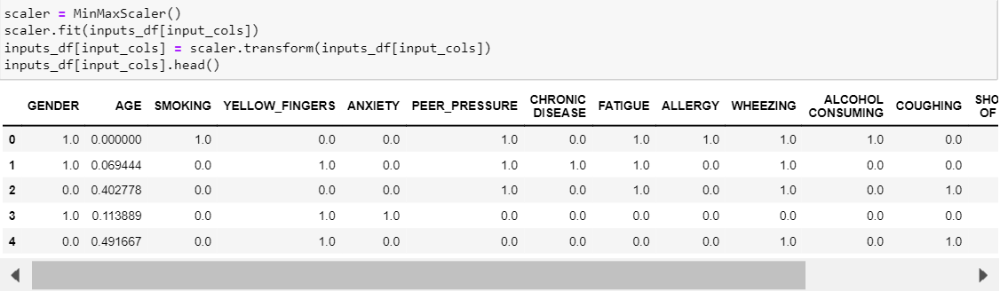 scaler = MinMaxScaler()
scaler.fit(inputs_df[input_cols])
inputs_df[input_cols] = scaler.transform(inputs_df[input_cols])
inputs_df[input_cols].head()
GENDER AGE SMOKING YELLOW_FINGERS ANXIETY PEER_PRESSURE CHRONIC DISEASE FATIGUE ALLERGY WHEEZING ALCOHOL CONSUMING COUGHING SHO OF
0 1.0 0.000000 1.0 0.0 0.0 1.0 0.0 1.0 1.0 1.0 1.0 0.0
1 1.0 0.069444 0.0 1.0 0.0 1.0 1.0 1.0 0.0 1.0 0.0 0.0
2 0.0 0.402778 0.0 0.0 0.0 1.0 0.0 1.0 0.0 1.0 0.0 1.0
3 1.0 0.113889 0.0 1.0 1.0 0.0 0.0 0.0 0.0 0.0 0.0 0.0
4 0.0 0.491667 0.0 1.0 0.0 0.0 0.0 0.0 0.0 1.0 0.0 1.0